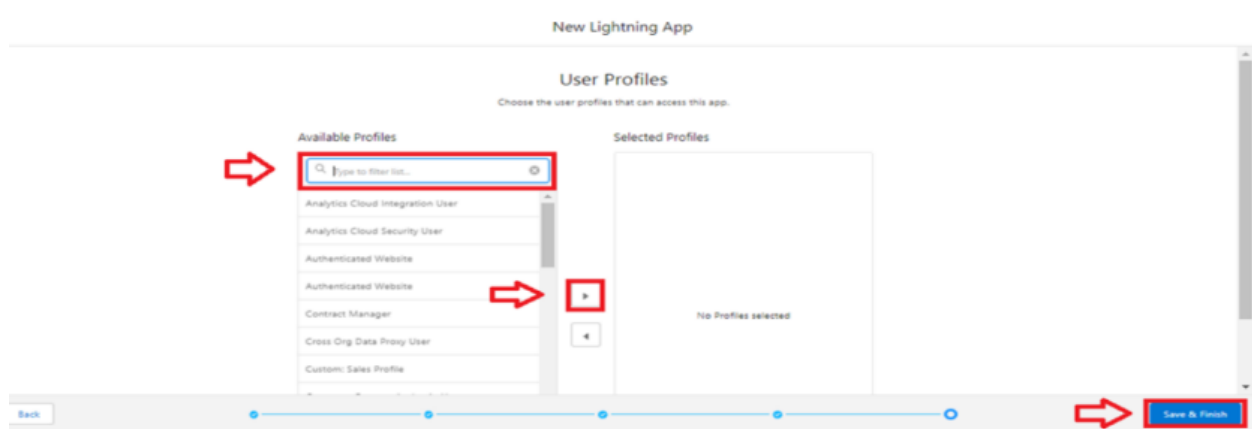 New Lightning App
User Profiles
Choose the user profiles that can access this app.
Available Profiles
Type to filter list...
Analytics Cloud Integration User
Analytics Cloud Security User
Authenticated Website
Authenticated Website
Contract Manager
Cross Org Data Proxy User
Custom: Sales Profile
Selected Profiles
No Profiles selected
Back
Save & Finish